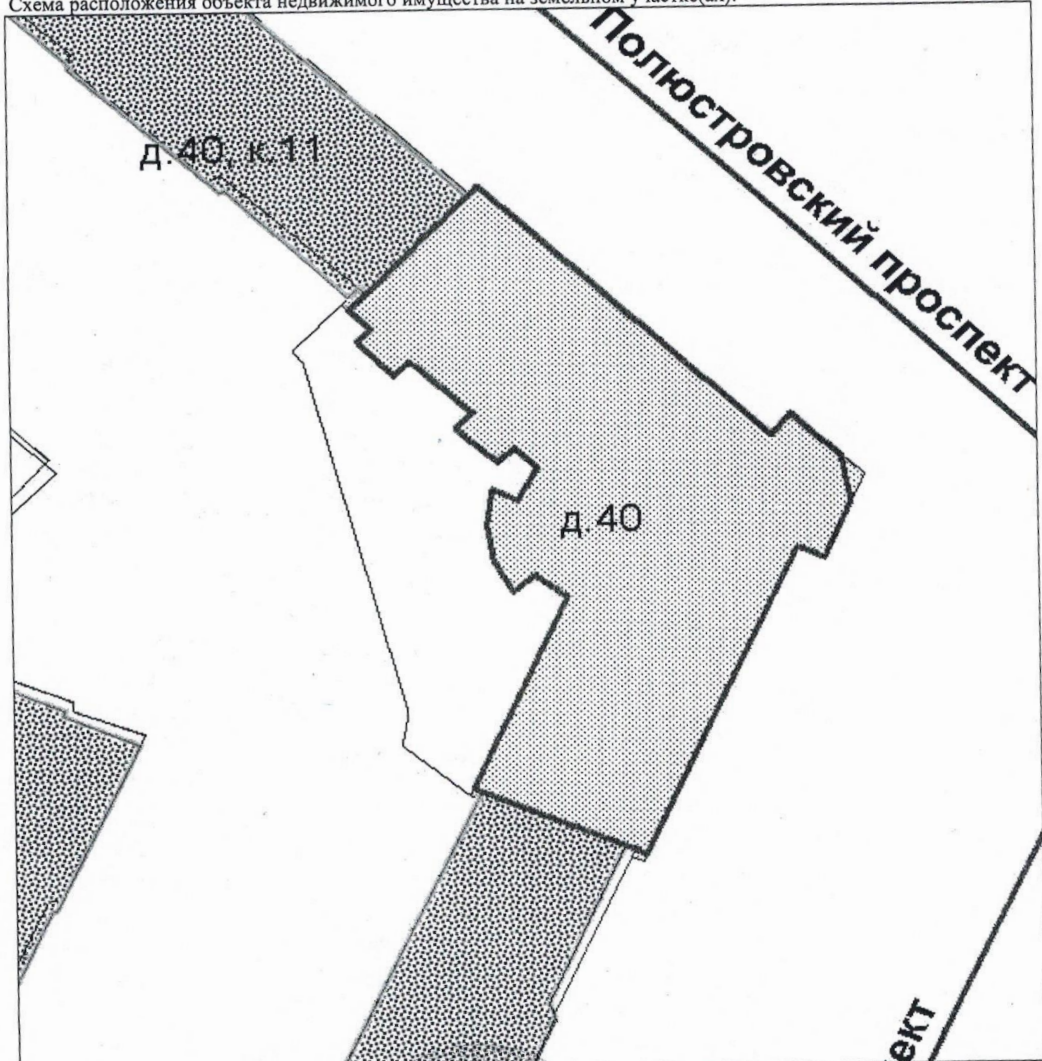 Схема расположения объекта недвижимого имущества на земельном участке(ах):
Полюстровский проспект
д.40, к.11
д.40
ект